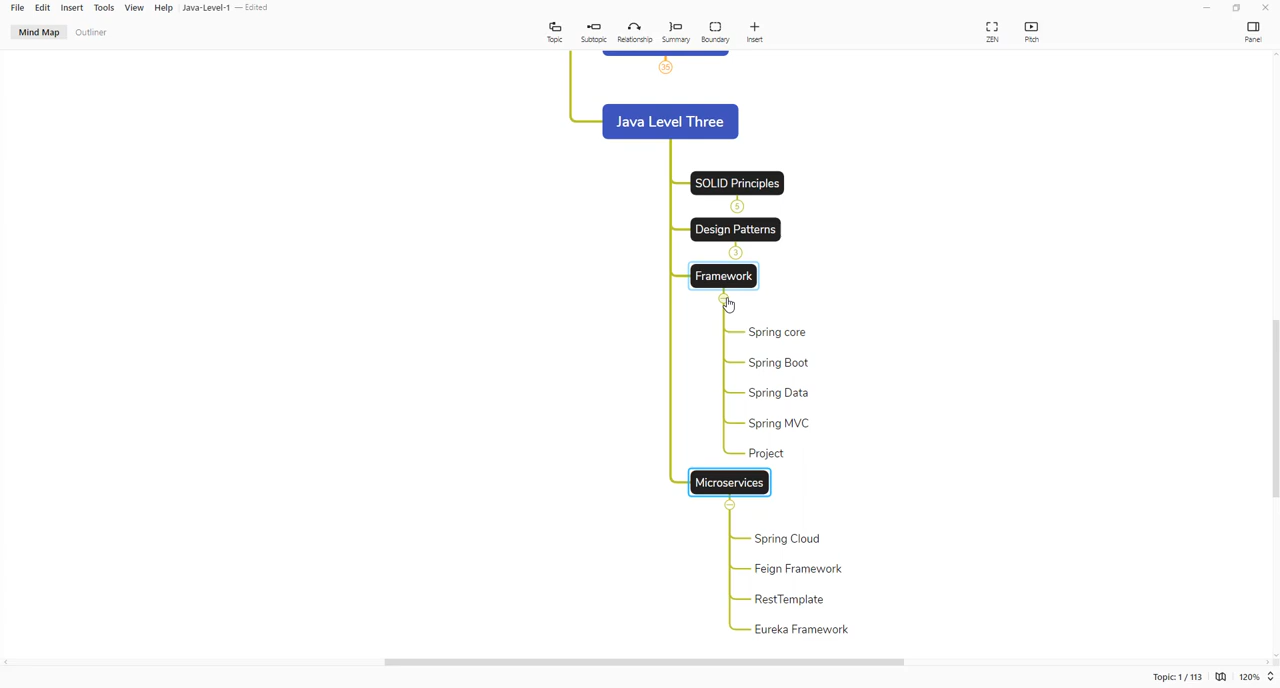 File Edit Insert Tools View Help Java-Level-1 — Edited
Mind Map Outliner
Topic Subtopic Relationship Summary Boundary Insert ZEN Pitch Panel
35
Java Level Three
SOLID Principles
5
Design Patterns
3
Framework
Spring core
Spring Boot
Spring Data
Spring MVC
Project
Microservices
Spring Cloud
Feign Framework
RestTemplate
Eureka Framework
Topic: 1 / 113 120%